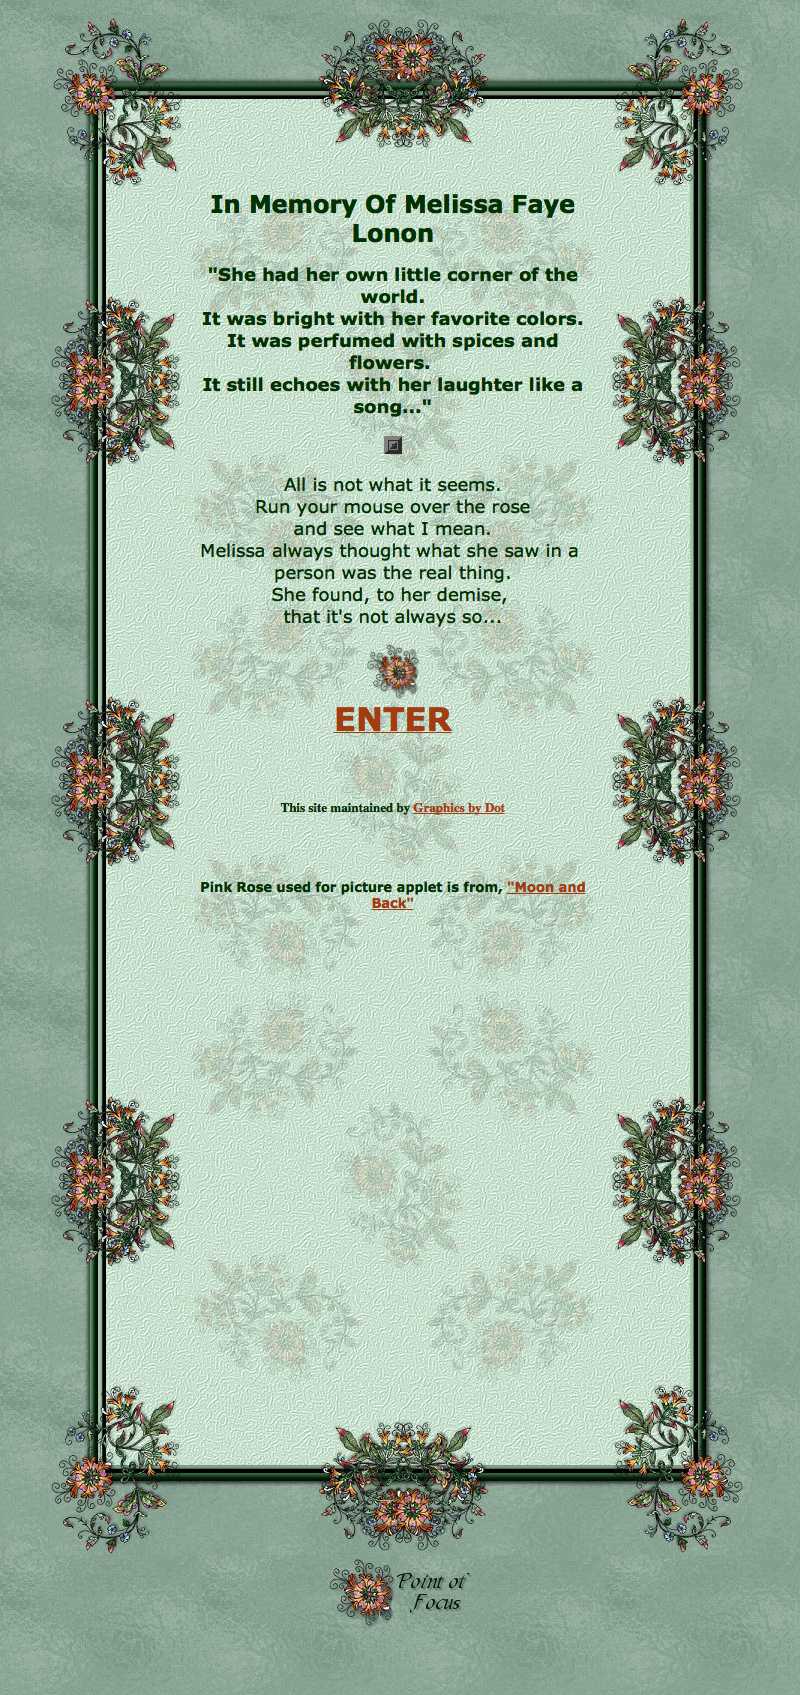 In Memory Of Melissa Faye
Lonon
"She had her own little corner of the
world.
It was bright with her favorite colors.
It was perfumed with spices and
flowers.
It still echoes with her laughter like a
song..."
All is not what it seems.
Run your mouse over the rose
and see what I mean.
Melissa always thought what she saw in a
person was the real thing.
She found, to her demise,
that it's not always so...
ENTER
This site maintained by Graphics by Dot
Pink Rose used for picture applet is from, "Moon and
Back"
Point of
Focus